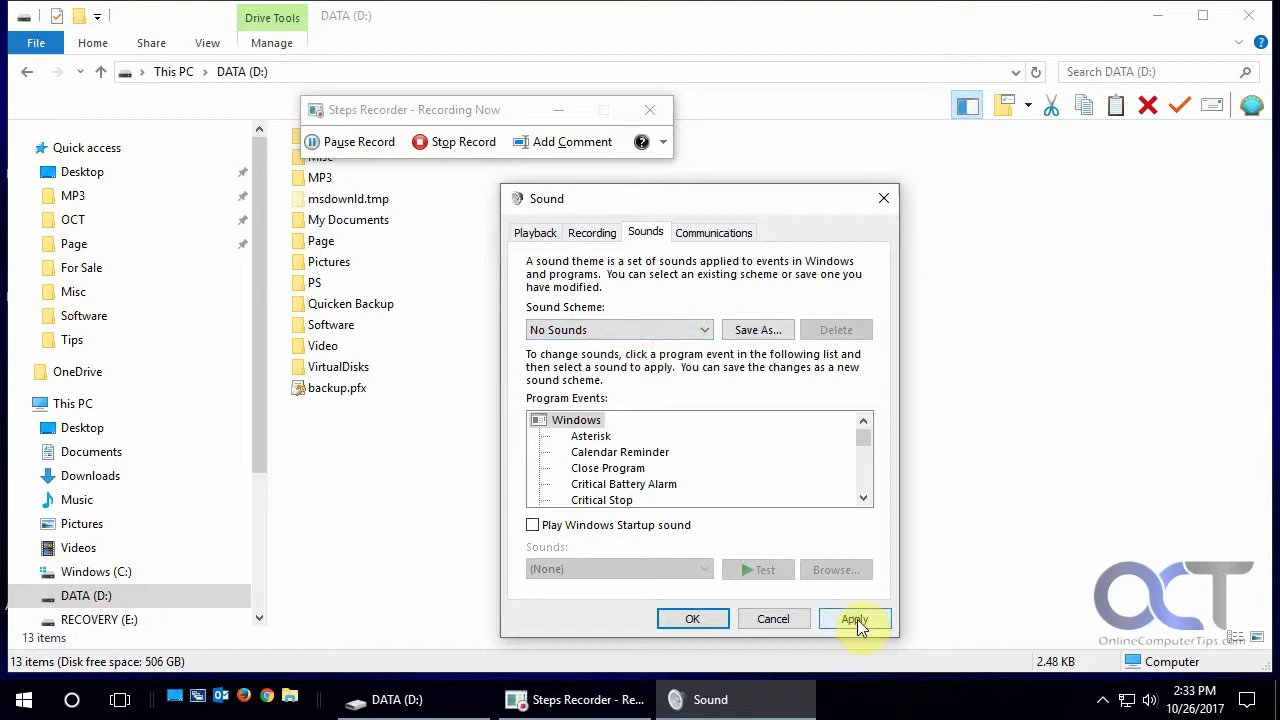 Drive Tools
DATA (D:)
File
Home
Share
View
Manage
This PC
DATA (D:)
Search DATA (D:)
Steps Recorder - Recording Now
Pause Record
Stop Record
Add Comment
Quick access
Desktop
MP3
OCT
Page
For Sale
Misc
Software
Tips
OneDrive
This PC
Desktop
Documents
Downloads
Music
Pictures
Videos
Windows (C:)
DATA (D:)
RECOVERY (E:)
Misc
MP3
msdownld.tmp
My Documents
Page
Pictures
PS
Quicken Backup
Software
Video
VirtualDisks
backup.pfx
Sound
Playback
Recording
Sounds
Communications
A sound theme is a set of sounds applied to events in Windows
and programs. You can select an existing scheme or save one you
have modified.
Sound Scheme:
No Sounds
Save As...
Delete
To change sounds, click a program event in the following list and
then select a sound to apply. You can save the changes as a new
sound scheme.
Program Events:
Windows
Asterisk
Calendar Reminder
Close Program
Critical Battery Alarm
Critical Stop
Play Windows Startup sound
Sounds:
(None)
Test
Browse...
OK
Cancel
Apply
OCT
OnlineComputerTips.com
13 items
13 items (Disk free space: 506 GB)
2.48 KB
Computer
DATA (D:)
Steps Recorder - Re...
Sound
2:33 PM
10/26/2017